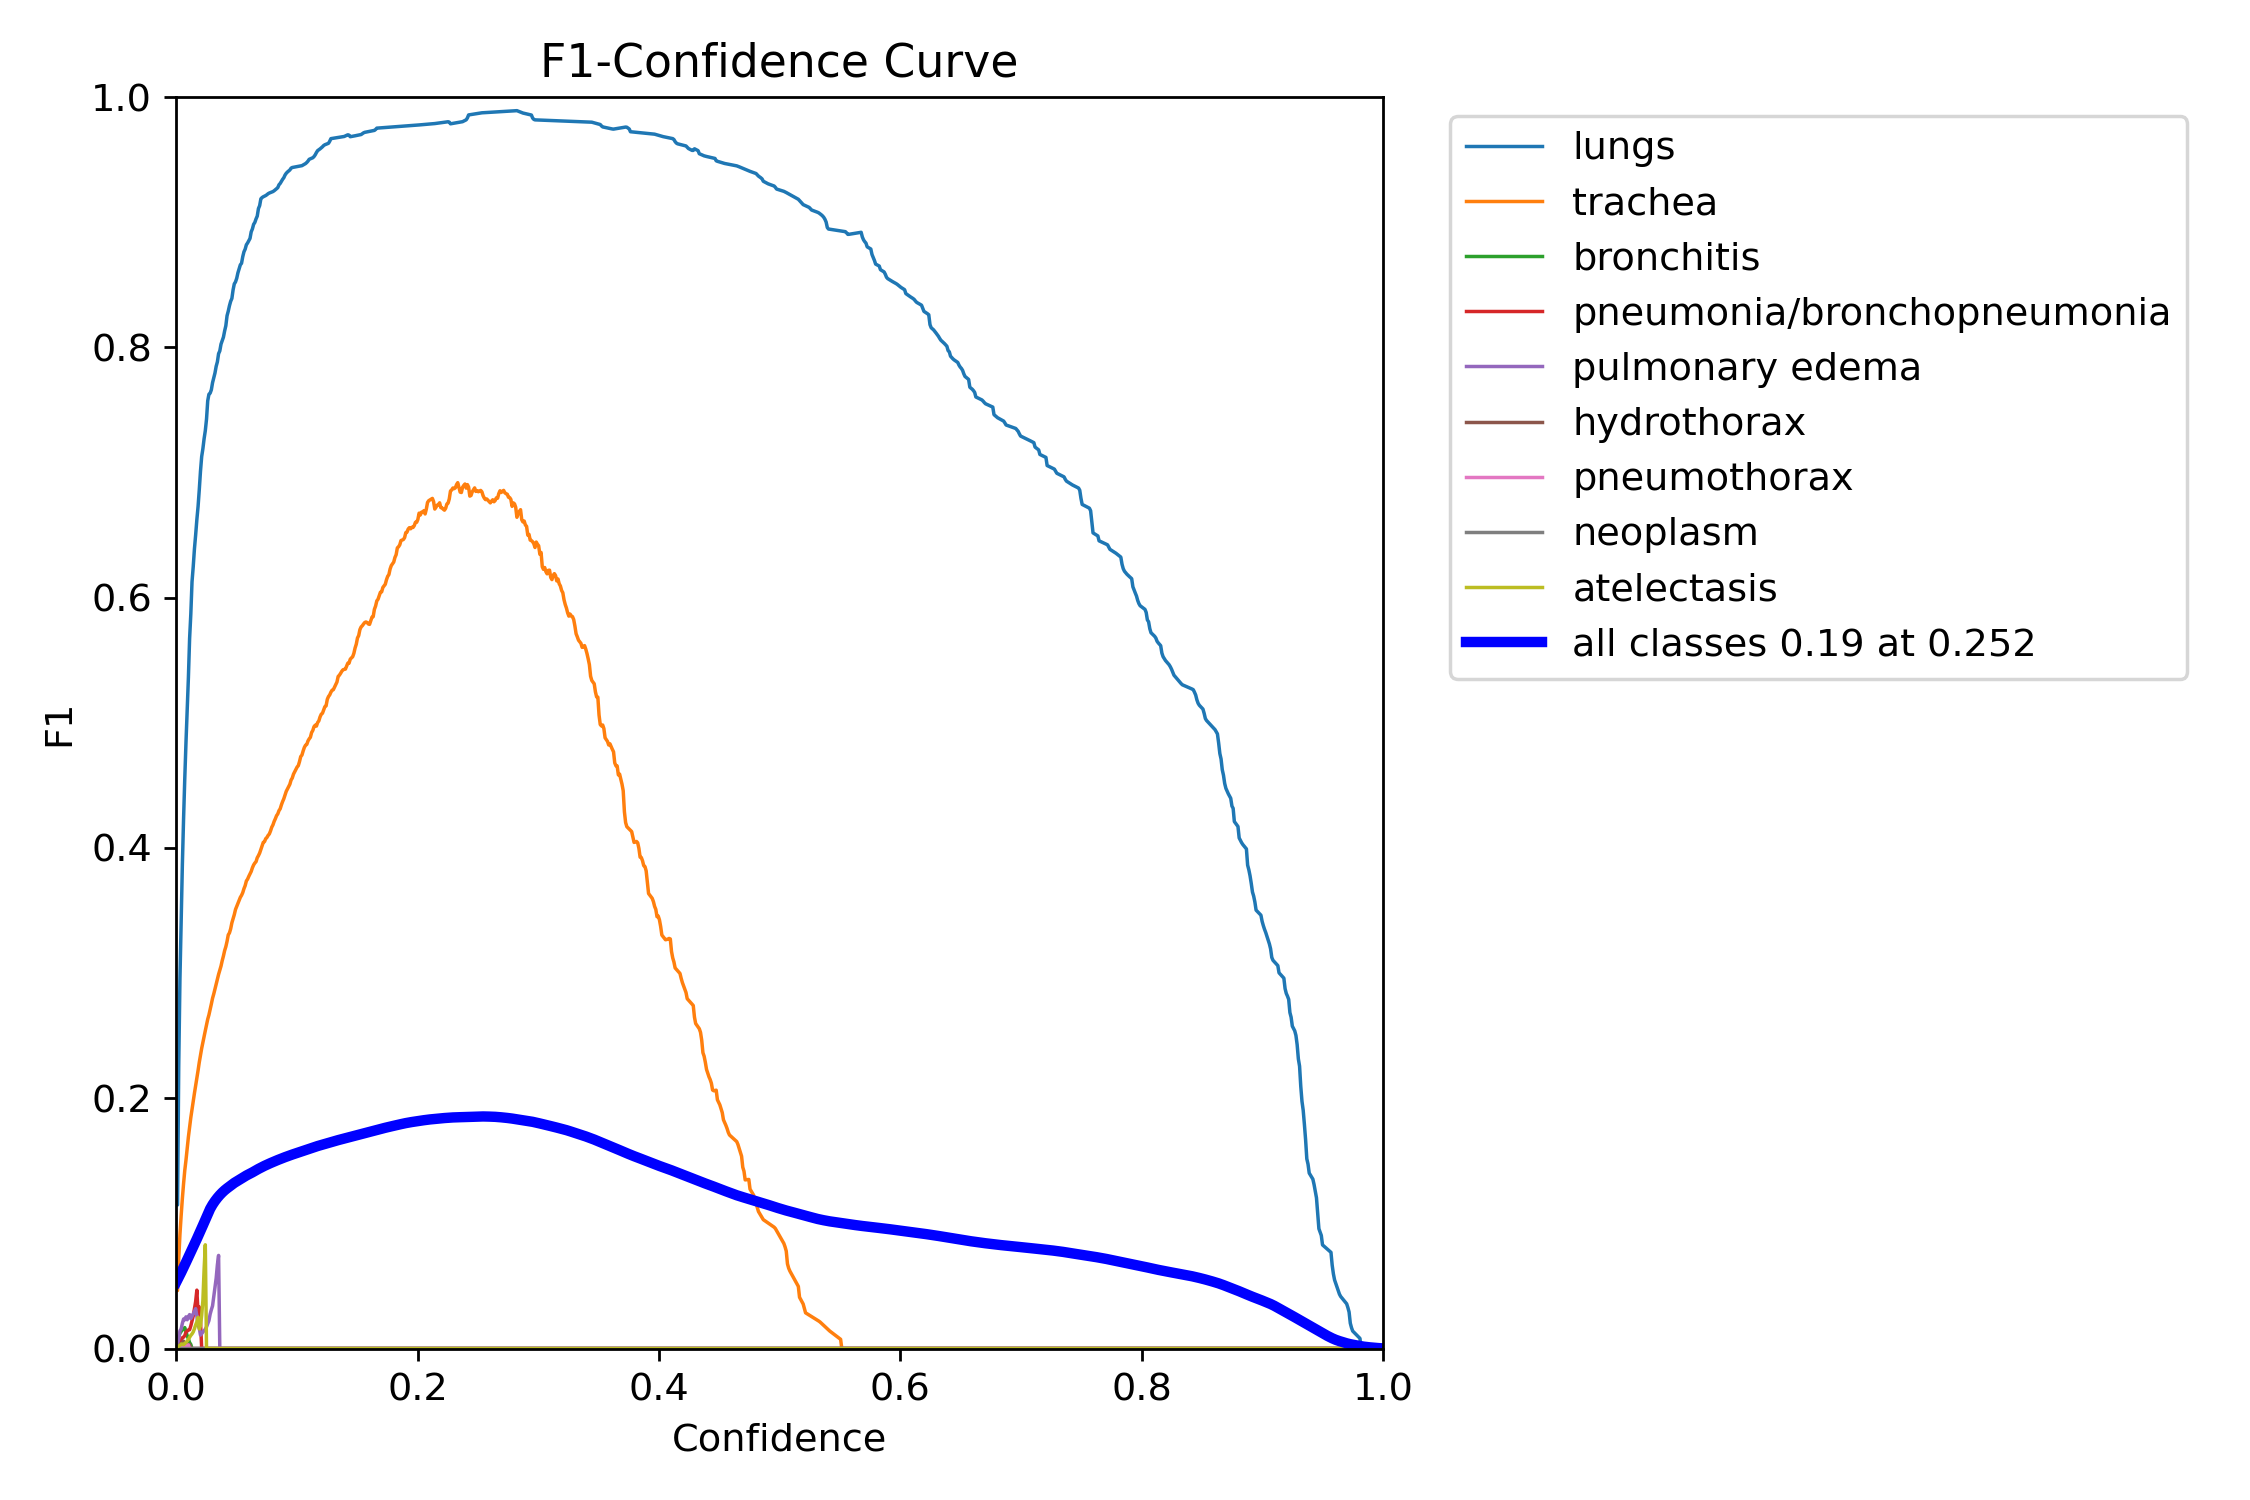 F1-Confidence Curve
1.0
0.8
0.6
0.4
0.2
0.0
F1
0.0 0.2 0.4 0.6 0.8 1.0
Confidence
lungs
trachea
bronchitis
pneumonia/bronchopneumonia
pulmonary edema
hydrothorax
pneumothorax
neoplasm
atelectasis
all classes 0.19 at 0.252